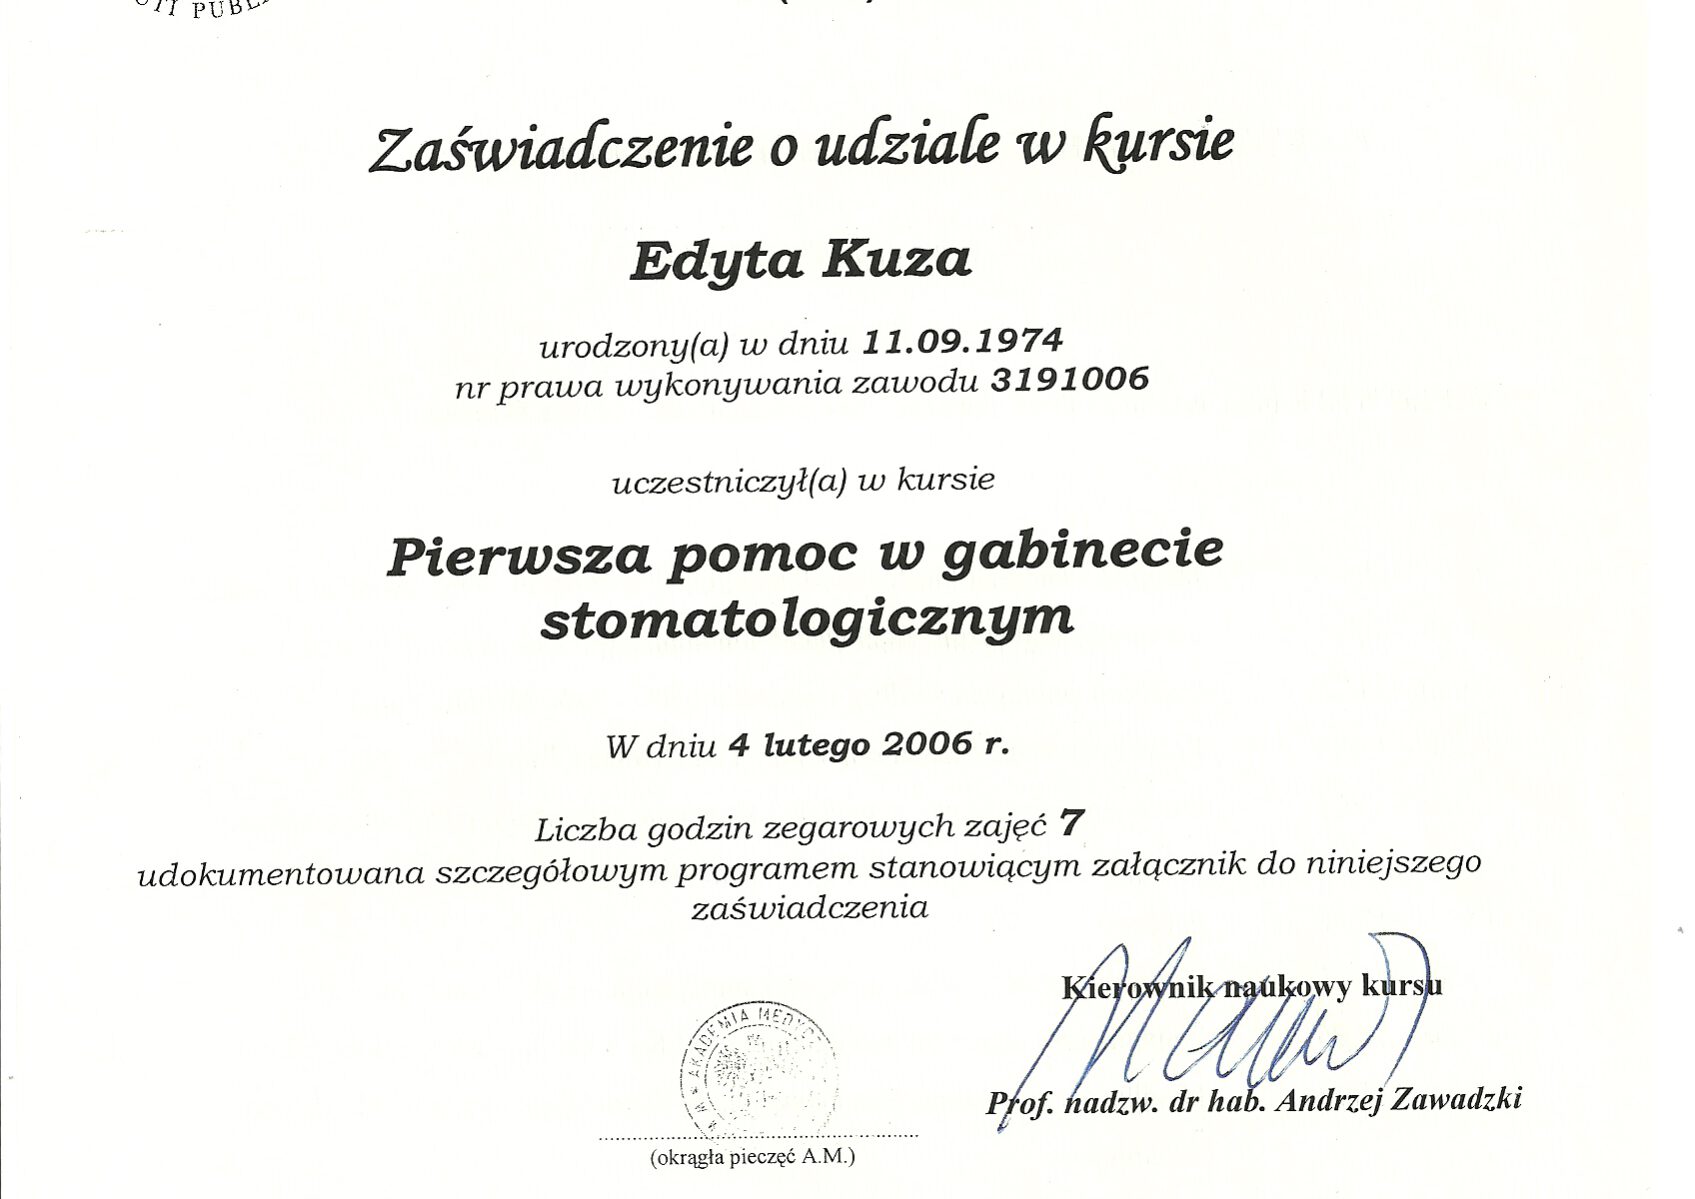 Zaświadczenie o udziale w kursie
Edyta Kuza
urodzony(a) w dniu 11.09.1974
nr prawa wykonywania zawodu 3191006
uczestniczył(a) w kursie
Pierwsza pomoc w gabinecie
stomatologicznym
W dniu 4 lutego 2006 r.
Liczba godzin zegarowych zajęć 7
udokumentowana szczegółowym programem stanowiącym załącznik do niniejszego
zaświadczenia
Kierownik naukowy kursu
AKADEMIA
Prof. nadzw. dr hab. Andrzej Zawadzki
(okrągła pieczęć A.M.)